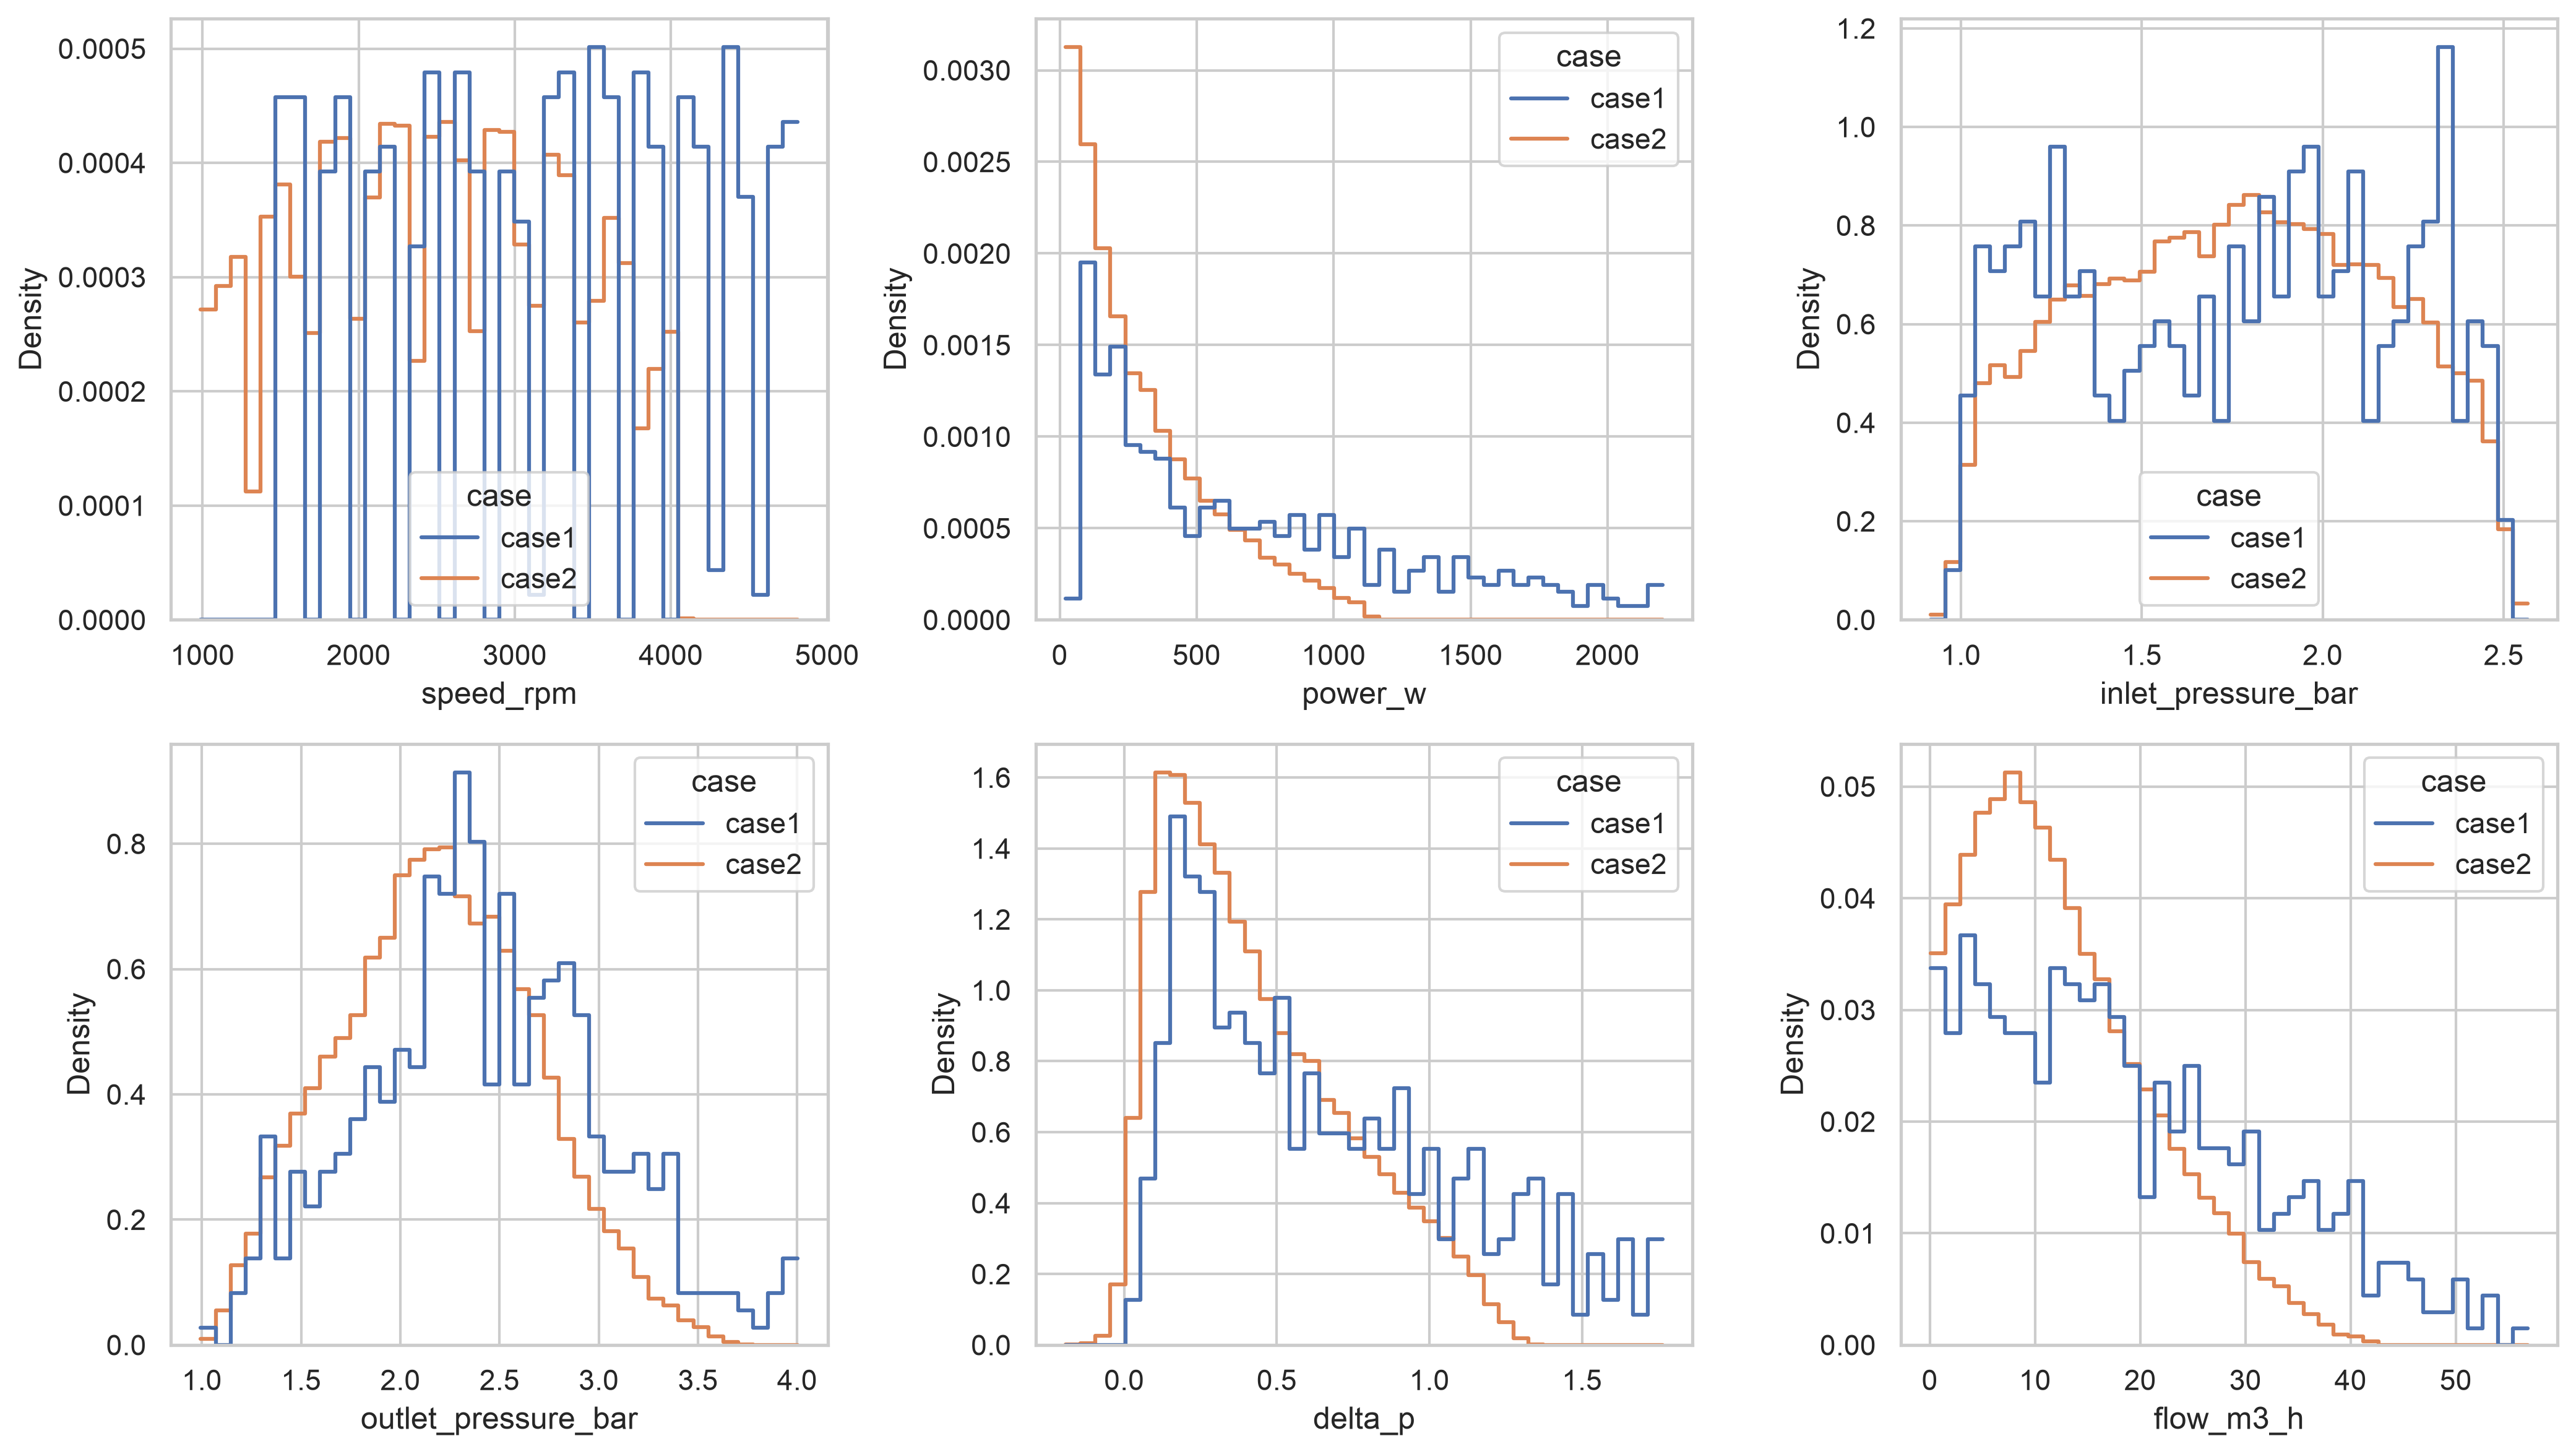 0.0005
0.0004
0.0003
0.0002
0.0001
0.0000
Density
case
case1
case2
1000 2000 3000 4000 5000
speed_rpm
0.0030
0.0025
0.0020
0.0015
0.0010
0.0005
0.0000
Density
case
case1
case2
0 500 1000 1500 2000
power_w
1.2
1.0
0.8
0.6
0.4
0.2
0.0
Density
case
case1
case2
1.0 1.5 2.0 2.5
inlet_pressure_bar
0.8
0.6
0.4
0.2
0.0
Density
case
case1
case2
1.0 1.5 2.0 2.5 3.0 3.5 4.0
outlet_pressure_bar
1.6
1.4
1.2
1.0
0.8
0.6
0.4
0.2
0.0
Density
case
case1
case2
0.0 0.5 1.0 1.5
delta_p
0.05
0.04
0.03
0.02
0.01
0.00
Density
case
case1
case2
0 10 20 30 40 50
flow_m3_h